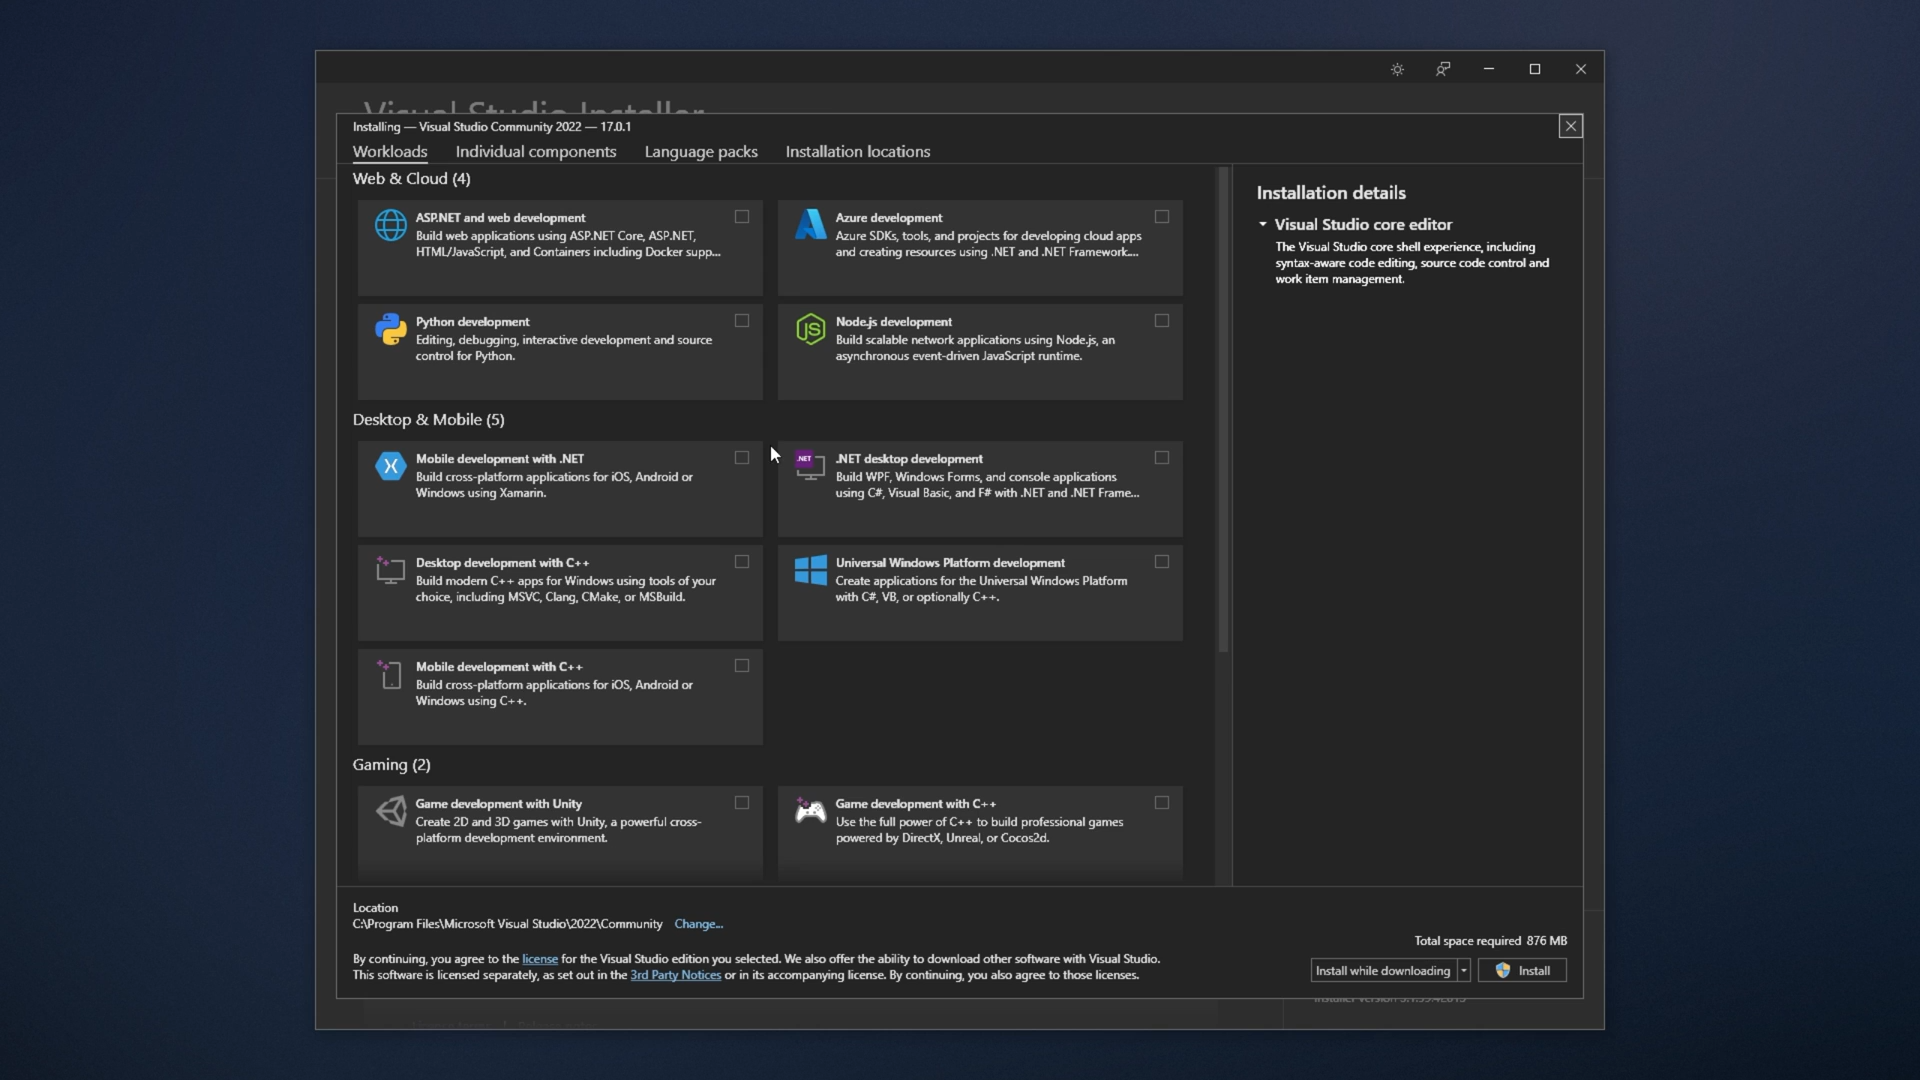 Visual Studio Installer
Installing — Visual Studio Community 2022 — 17.0.1
Workloads
Individual components
Language packs
Installation locations
Web & Cloud (4)
ASP.NET and web development
Build web applications using ASP.NET Core, ASP.NET,
HTML/JavaScript, and Containers including Docker supp...
Azure development
Azure SDKs, tools, and projects for developing cloud apps
and creating resources using .NET and .NET Framework....
Python development
Editing, debugging, interactive development and source
control for Python.
Node.js development
Build scalable network applications using Node.js, an
asynchronous event-driven JavaScript runtime.
Desktop & Mobile (5)
Mobile development with .NET
Build cross-platform applications for iOS, Android or
Windows using Xamarin.
.NET
.NET desktop development
Build WPF, Windows Forms, and console applications
using C#, Visual Basic, and F# with .NET and .NET Frame...
Desktop development with C++
Build modern C++ apps for Windows using tools of your
choice, including MSVC, Clang, CMake, or MSBuild.
Universal Windows Platform development
Create applications for the Universal Windows Platform
with C#, VB, or optionally C++.
Mobile development with C++
Build cross-platform applications for iOS, Android or
Windows using C++.
Gaming (2)
Game development with Unity
Create 2D and 3D games with Unity, a powerful cross-
platform development environment.
Game development with C++
Use the full power of C++ to build professional games
powered by DirectX, Unreal, or Cocos2d.
Installation details
Visual Studio core editor
The Visual Studio core shell experience, including
syntax-aware code editing, source code control and
work item management.
Location
C:\Program Files\Microsoft Visual Studio\2022\Community Change...
By continuing, you agree to the license for the Visual Studio edition you selected. We also offer the ability to download other software with Visual Studio.
This software is licensed separately, as set out in the 3rd Party Notices or in its accompanying license. By continuing, you also agree to those licenses.
Total space required 876 MB
Install while downloading
Install